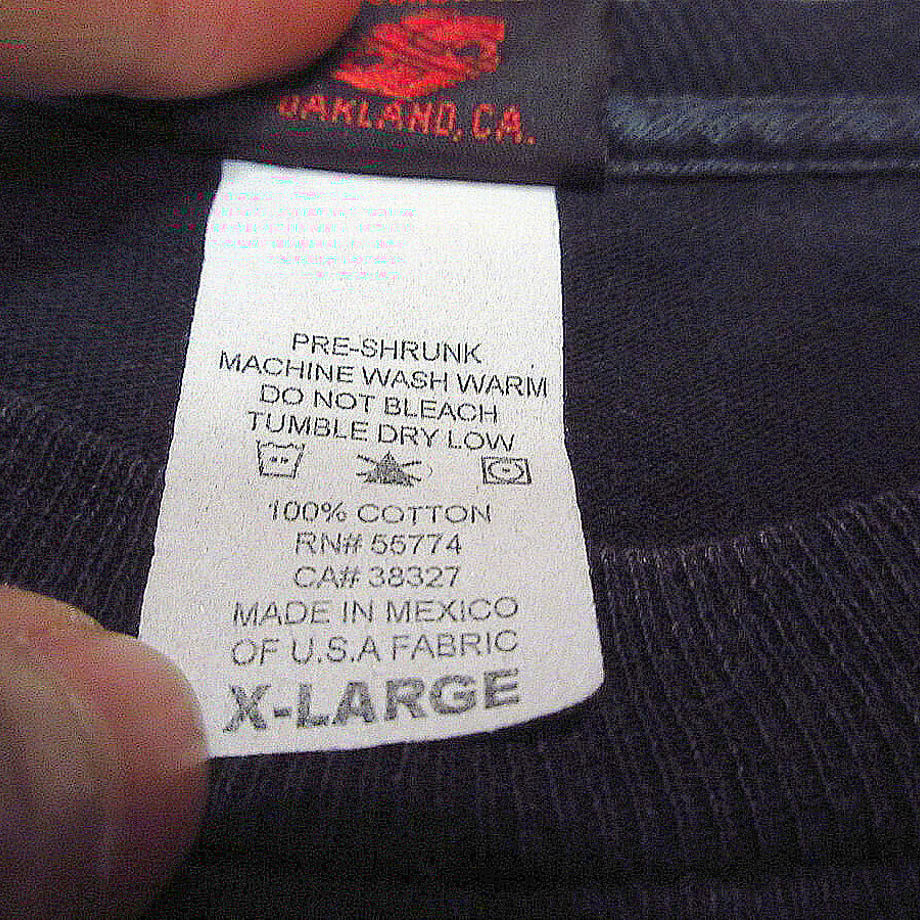 OAKLAND, CA.
PRE-SHRUNK
MACHINE WASH WARM
DO NOT BLEACH
TUMBLE DRY LOW
100% COTTON
RN# 55774
CA# 38327
MADE IN MEXICO
OF U.S.A FABRIC
X-LARGE